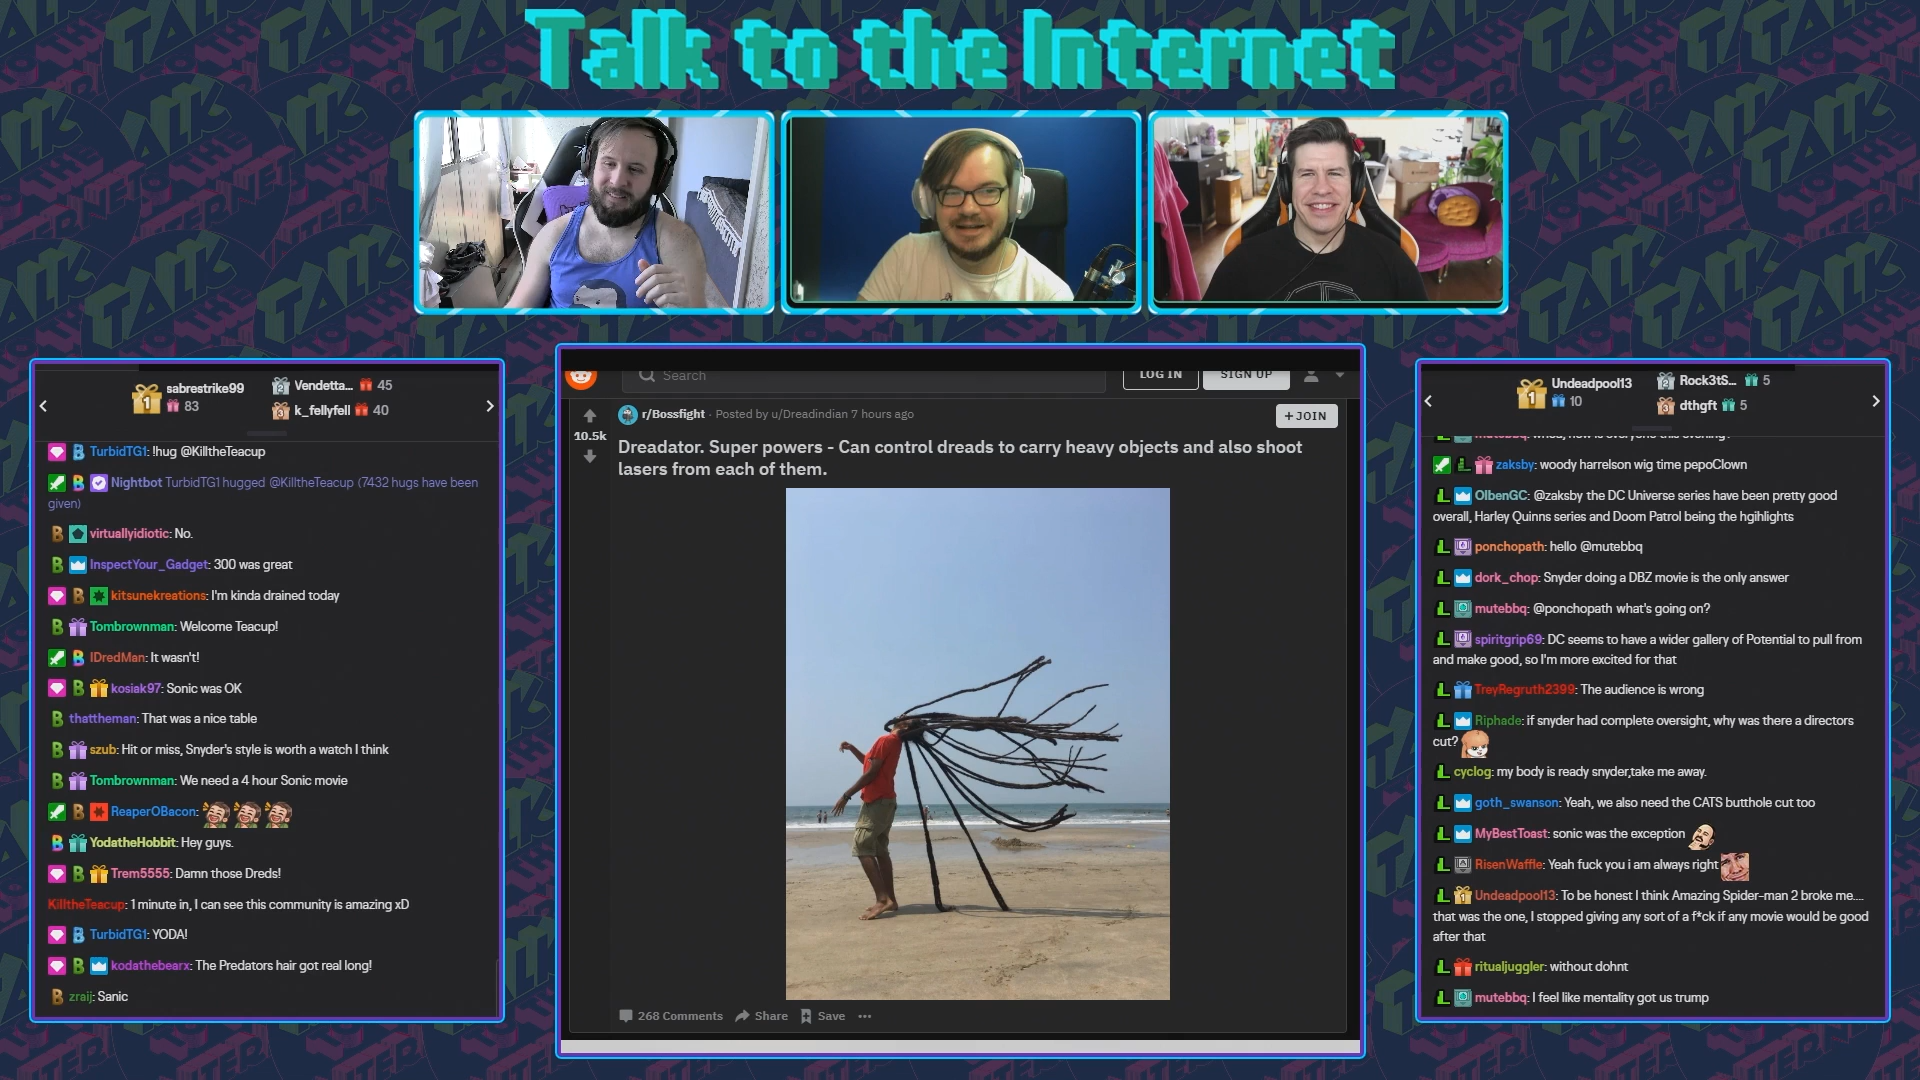 Talk to the Internet
sabrestrike99
83
Vendetta... 45
k_fellyfell 40
TurbidTG1: !hug @KilltheTeacup
Nightbot TurbidTG1 hugged @KilltheTeacup (7432 hugs have been
given)
virtuallyidiotic: No.
InspectYour_Gadget: 300 was great
kitsunekreations: I'm kinda drained today
Tombrownman: Welcome Teacup!
IDredMan: It wasn't!
kosiak97: Sonic was OK
thattheman: That was a nice table
szub: Hit or miss, Snyder's style is worth a watch I think
Tombrownman: We need a 4 hour Sonic movie
ReaperOBacon:
YodatheHobbit: Hey guys.
Trem5555: Damn those Dreds!
KilltheTeacup: 1 minute in, I can see this community is amazing xD
TurbidTG1: YODA!
kodathebearx: The Predators hair got real long!
zraij: Sanic
Search
LOG IN
SIGN UP
r/Bossfight · Posted by u/Dreadindian 7 hours ago
+ JOIN
10.5k
Dreadator. Super powers - Can control dreads to carry heavy objects and also shoot
lasers from each of them.
268 Comments Share Save ...
Undeadpool13
10
Rock3tS... 5
dthgft 5
mutebbq: whoa, how is everyone this evening?
zaksby: woody harrelson wig time pepoClown
OlbenGC: @zaksby the DC Universe series have been pretty good
overall, Harley Quinns series and Doom Patrol being the hgihlights
ponchopath: hello @mutebbq
dork_chop: Snyder doing a DBZ movie is the only answer
mutebbq: @ponchopath what's going on?
spiritgrip69: DC seems to have a wider gallery of Potential to pull from
and make good, so I'm more excited for that
TreyRegruth2399: The audience is wrong
Riphade: if snyder had complete oversight, why was there a directors
cut?
cyclog: my body is ready snyder,take me away.
goth_swanson: Yeah, we also need the CATS butthole cut too
MyBestToast: sonic was the exception
RisenWaffle: Yeah fuck you i am always right
Undeadpool13: To be honest I think Amazing Spider-man 2 broke me....
that was the one, I stopped giving any sort of a f*ck if any movie would be good
after that
ritualjuggler: without dohnt
mutebbq: I feel like mentality got us trump